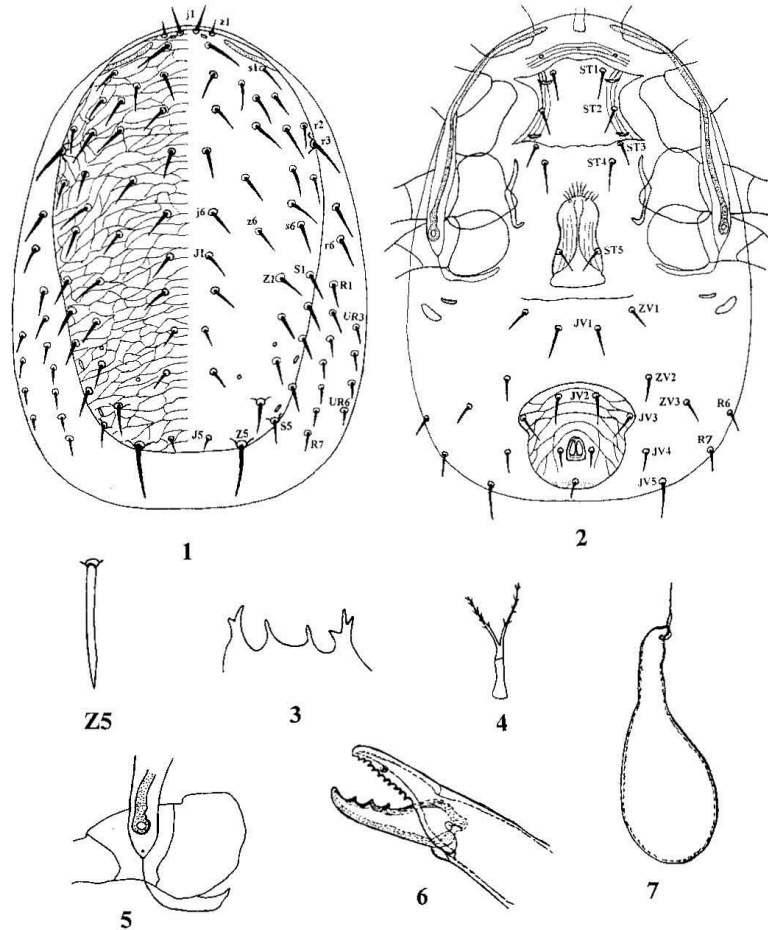 j1 z1
s1
r2
r3
j6 z6 s6 r6
J1
Z1 S1 R1
UR3
UR6
J5 Z5 S5 R7
1
ST1
ST2
ST3
ST4
ST5
ZV1
JV1
ZV2
JV2 ZV3 R6
JV3
R7
JV4
JV5
2
Z5
3
4
5
6
7